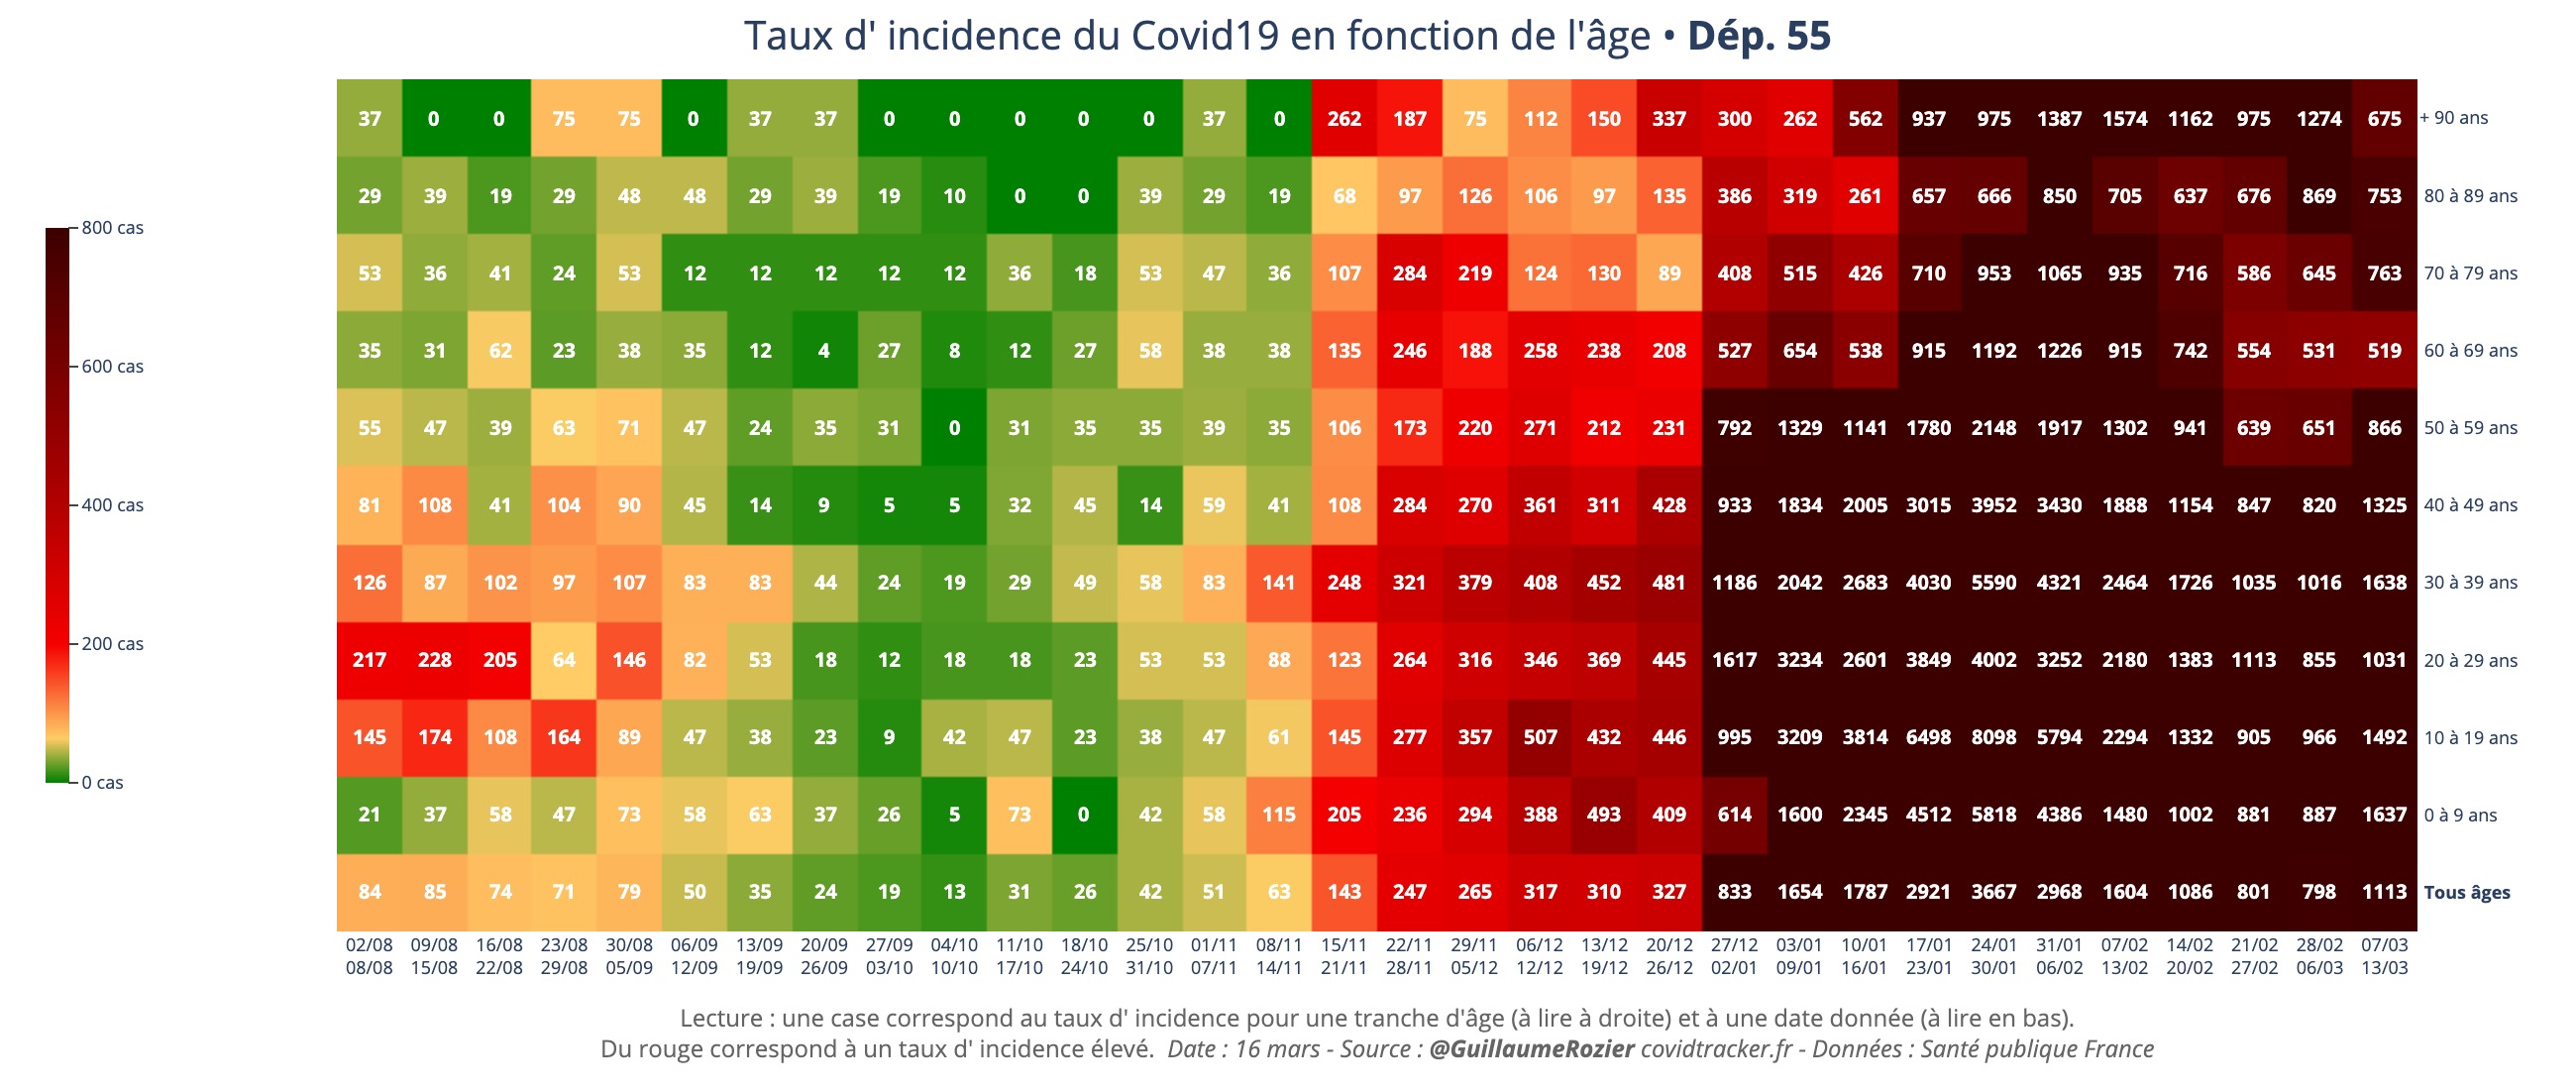 Taux d' incidence du Covid19 en fonction de l'âge • Dép. 55
800 cas
600 cas
400 cas
200 cas
0 cas
37 0 0 75 75 0 37 37 0 0 0 0 0 37 0 262 187 75 112 150 337 300 262 562 937 975 1387 1574 1162 975 1274 675 + 90 ans
29 39 19 29 48 48 29 39 19 10 0 0 39 29 19 68 97 126 106 97 135 386 319 261 657 666 850 705 637 676 869 753 80 à 89 ans
53 36 41 24 53 12 12 12 12 12 36 18 53 47 36 107 284 219 124 130 89 408 515 426 710 953 1065 935 716 586 645 763 70 à 79 ans
35 31 62 23 38 35 12 4 27 8 12 27 58 38 38 135 246 188 258 238 208 527 654 538 915 1192 1226 915 742 554 531 519 60 à 69 ans
55 47 39 63 71 47 24 35 31 0 31 35 35 39 35 106 173 220 271 212 231 792 1329 1141 1780 2148 1917 1302 941 639 651 866 50 à 59 ans
81 108 41 104 90 45 14 9 5 5 32 45 14 59 41 108 284 270 361 311 428 933 1834 2005 3015 3952 3430 1888 1154 847 820 1325 40 à 49 ans
126 87 102 97 107 83 83 44 24 19 29 49 58 83 141 248 321 379 408 452 481 1186 2042 2683 4030 5590 4321 2464 1726 1035 1016 1638 30 à 39 ans
217 228 205 64 146 82 53 18 12 18 18 23 53 53 88 123 264 316 346 369 445 1617 3234 2601 3849 4002 3252 2180 1383 1113 855 1031 20 à 29 ans
145 174 108 164 89 47 38 23 9 42 47 23 38 47 61 145 277 357 507 432 446 995 3209 3814 6498 8098 5794 2294 1332 905 966 1492 10 à 19 ans
21 37 58 47 73 58 63 37 26 5 73 0 42 58 115 205 236 294 388 493 409 614 1600 2345 4512 5818 4386 1480 1002 881 887 1637 0 à 9 ans
84 85 74 71 79 50 35 24 19 13 31 26 42 51 63 143 247 265 317 310 327 833 1654 1787 2921 3667 2968 1604 1086 801 798 1113 Tous âges
02/08 09/08 16/08 23/08 30/08 06/09 13/09 20/09 27/09 04/10 11/10 18/10 25/10 01/11 08/11 15/11 22/11 29/11 06/12 13/12 20/12 27/12 03/01 10/01 17/01 24/01 31/01 07/02 14/02 21/02 28/02 07/03
08/08 15/08 22/08 29/08 05/09 12/09 19/09 26/09 03/10 10/10 17/10 24/10 31/10 07/11 14/11 21/11 28/11 05/12 12/12 19/12 26/12 02/01 09/01 16/01 23/01 30/01 06/02 13/02 20/02 27/02 06/03 13/03
Lecture : une case correspond au taux d' incidence pour une tranche d'âge (à lire à droite) et à une date donnée (à lire en bas).
Du rouge correspond à un taux d' incidence élevé. Date : 16 mars - Source : @GuillaumeRozier covidtracker.fr - Données : Santé publique France